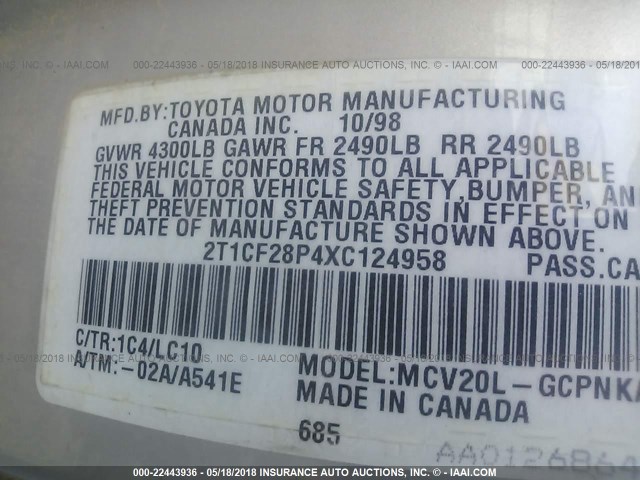 000-22443936 - 05/18/2018 INSURANCE AUTO AUCTIONS, INC. - IAAI.COM
MFD.BY:TOYOTA MOTOR MANUFACTURING
CANADA INC. 10/98
GVWR 4300LB GAWR FR 2490LB RR 2490LB
THIS VEHICLE CONFORMS TO ALL APPLICABLE
FEDERAL MOTOR VEHICLE SAFETY,BUMPER, AN
THEFT PREVENTION STANDARDS IN EFFECT ON
THE DATE OF MANUFACTURE SHOWN ABOVE.
2T1CF28P4XC124958 PASS.CA
C/TR:1C4/LC10
A/TM:-02A/A541E
MODEL:MCV20L-GCPNKA
MADE IN CANADA
685
AA0126864
000-22443936 - 05/18/2018 INSURANCE AUTO AUCTIONS, INC. - IAAI.COM